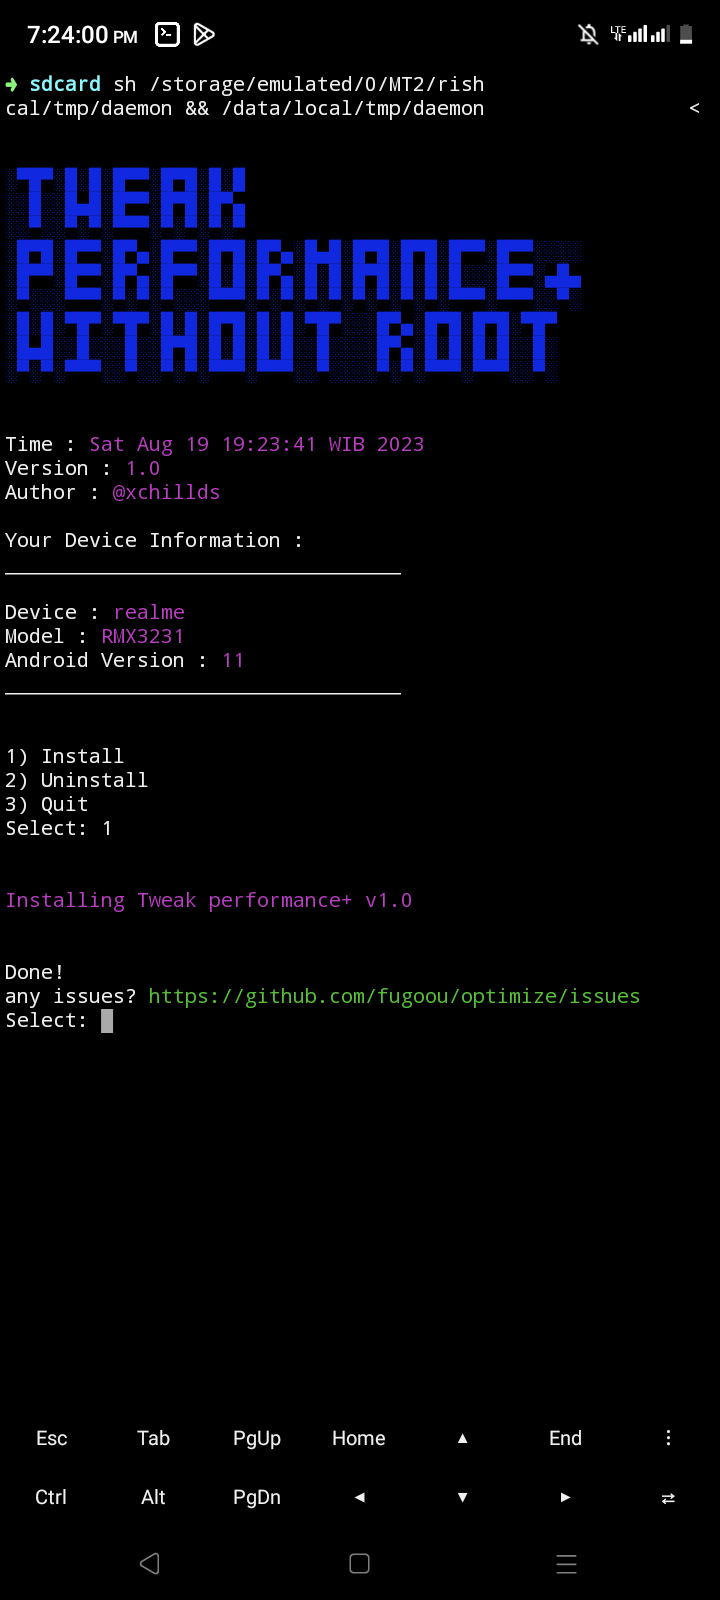 7:24:00 PM
LTE
➜ sdcard sh /storage/emulated/0/MT2/rish
cal/tmp/daemon && /data/local/tmp/daemon <
TWEAK
PERFORMANCE+
WITHOUT ROOT
Time : Sat Aug 19 19:23:41 WIB 2023
Version : 1.0
Author : @xchillds
Your Device Information :
Device : realme
Model : RMX3231
Android Version : 11
1) Install
2) Uninstall
3) Quit
Select: 1
Installing Tweak performance+ v1.0
Done!
any issues? https://github.com/fugoou/optimize/issues
Select:
Esc Tab PgUp Home ▲ End ⋮
Ctrl Alt PgDn ◀ ▼ ▶ ⇄